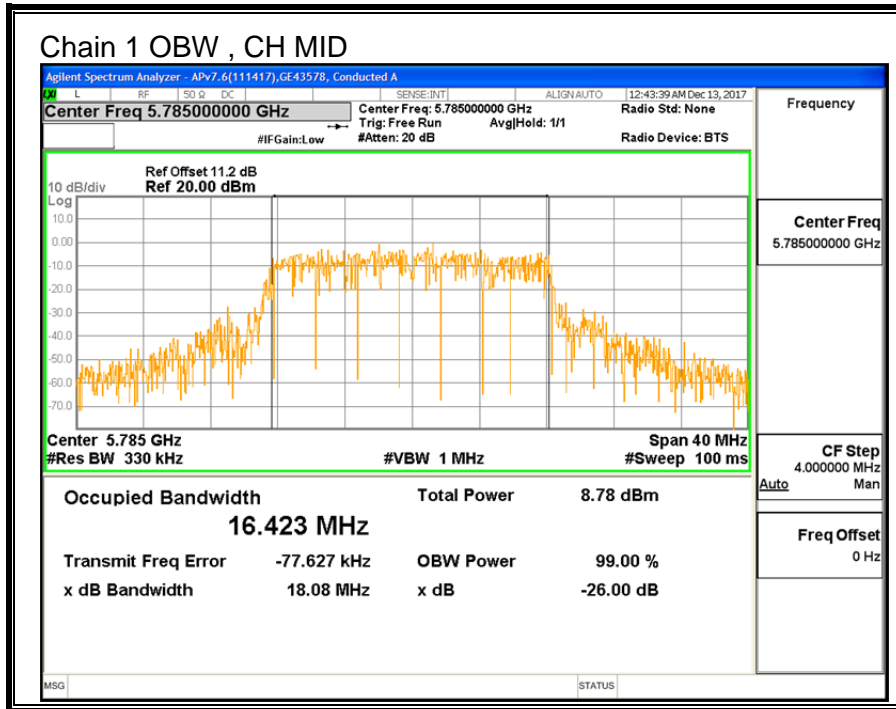 Chain 1 OBW , CH MID
Agilent Spectrum Analyzer - APv7.6(111417),GE43578, Conducted A
LXI L RF 50 Ω DC SENSE:INT ALIGN AUTO 12:43:39 AM Dec 13, 2017
Center Freq 5.785000000 GHz
Center Freq: 5.785000000 GHz Radio Std: None
Trig: Free Run Avg|Hold: 1/1
#IFGain:Low #Atten: 20 dB Radio Device: BTS
Ref Offset 11.2 dB
10 dB/div Ref 20.00 dBm
Log
10.0
0.00
-10.0
-20.0
-30.0
-40.0
-50.0
-60.0
-70.0
Center 5.785 GHz Span 40 MHz
#Res BW 330 kHz #VBW 1 MHz #Sweep 100 ms
Occupied Bandwidth Total Power 8.78 dBm
16.423 MHz
Transmit Freq Error -77.627 kHz OBW Power 99.00 %
x dB Bandwidth 18.08 MHz x dB -26.00 dB
MSG STATUS
Frequency
Center Freq
5.785000000 GHz
CF Step
4.000000 MHz
Auto Man
Freq Offset
0 Hz